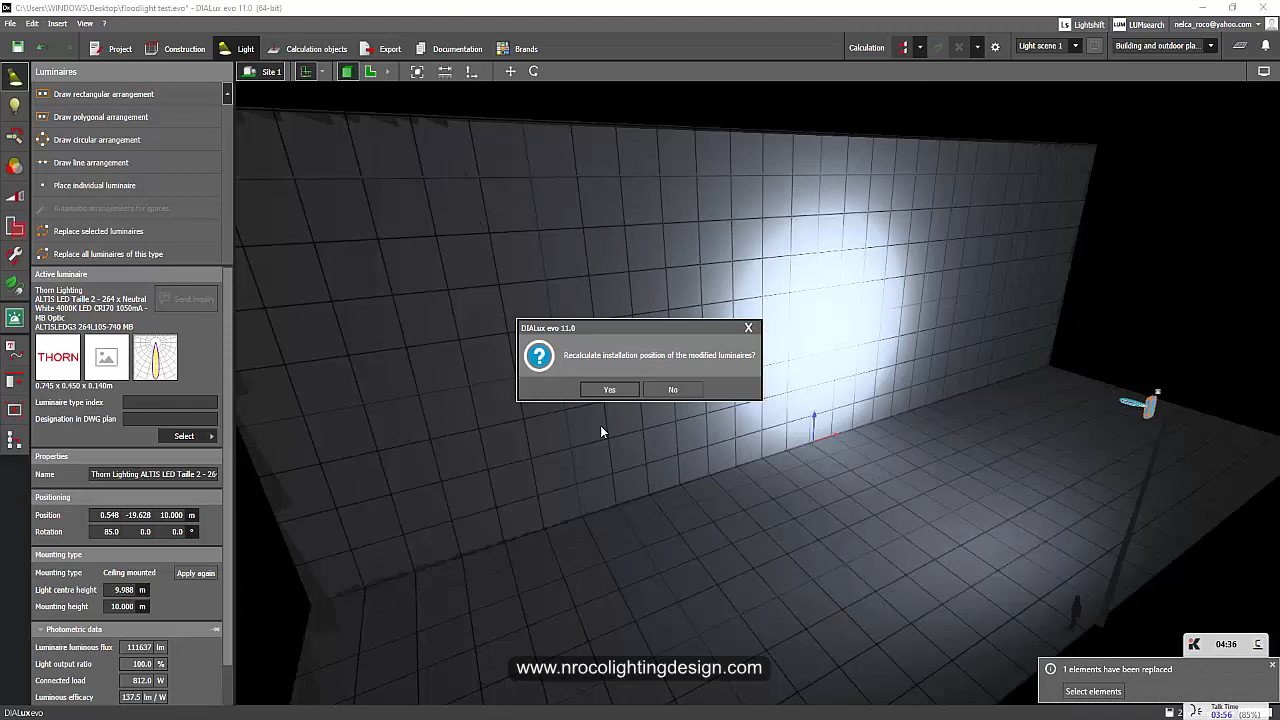 C:\Users\WINDOWS\Desktop\floodlight test.evo* - DIALux evo 11.0 (64-bit)
File Edit Insert View ?
Lightshift LUMsearch nelca_roco@yahoo.com
Project Construction Light Calculation objects Export Documentation Brands
Calculation Light scene 1 Building and outdoor pla...
Luminaires
Site 1
Draw rectangular arrangement
Draw polygonal arrangement
Draw circular arrangement
Draw line arrangement
Place individual luminaire
Automatic arrangements for spaces
Replace selected luminaires
Replace all luminaires of this type
Active luminaire
Thorn Lighting
ALTIS LED Taille 2 - 264 x Neutral
White 4000K LED CRI70 1050mA -
MB Optic
ALTISLEDG3 264L105-740 MB
Send inquiry
THORN
0.745 x 0.450 x 0.140m
Luminaire type index
Designation in DWG plan
Select
Properties
Name Thorn Lighting ALTIS LED Taille 2 - 26
Positioning
Position 0.548 -19.628 10.000 m
Rotation 85.0 0.0 0.0 °
Mounting type
Mounting type Ceiling mounted Apply again
Light centre height 9.988 m
Mounting height 10.000 m
Photometric data
Luminaire luminous flux 111637 lm
Light output ratio 100.0 %
Connected load 812.0 W
Luminaire efficacy 137.5 lm/W
DIALux evo
DIALux evo 11.0 X
Recalculate installation position of the modified luminaires?
Yes No
www.nrocolightingdesign.com
04:36
1 elements have been replaced
Select elements
Talk Time
03:56 (85%)